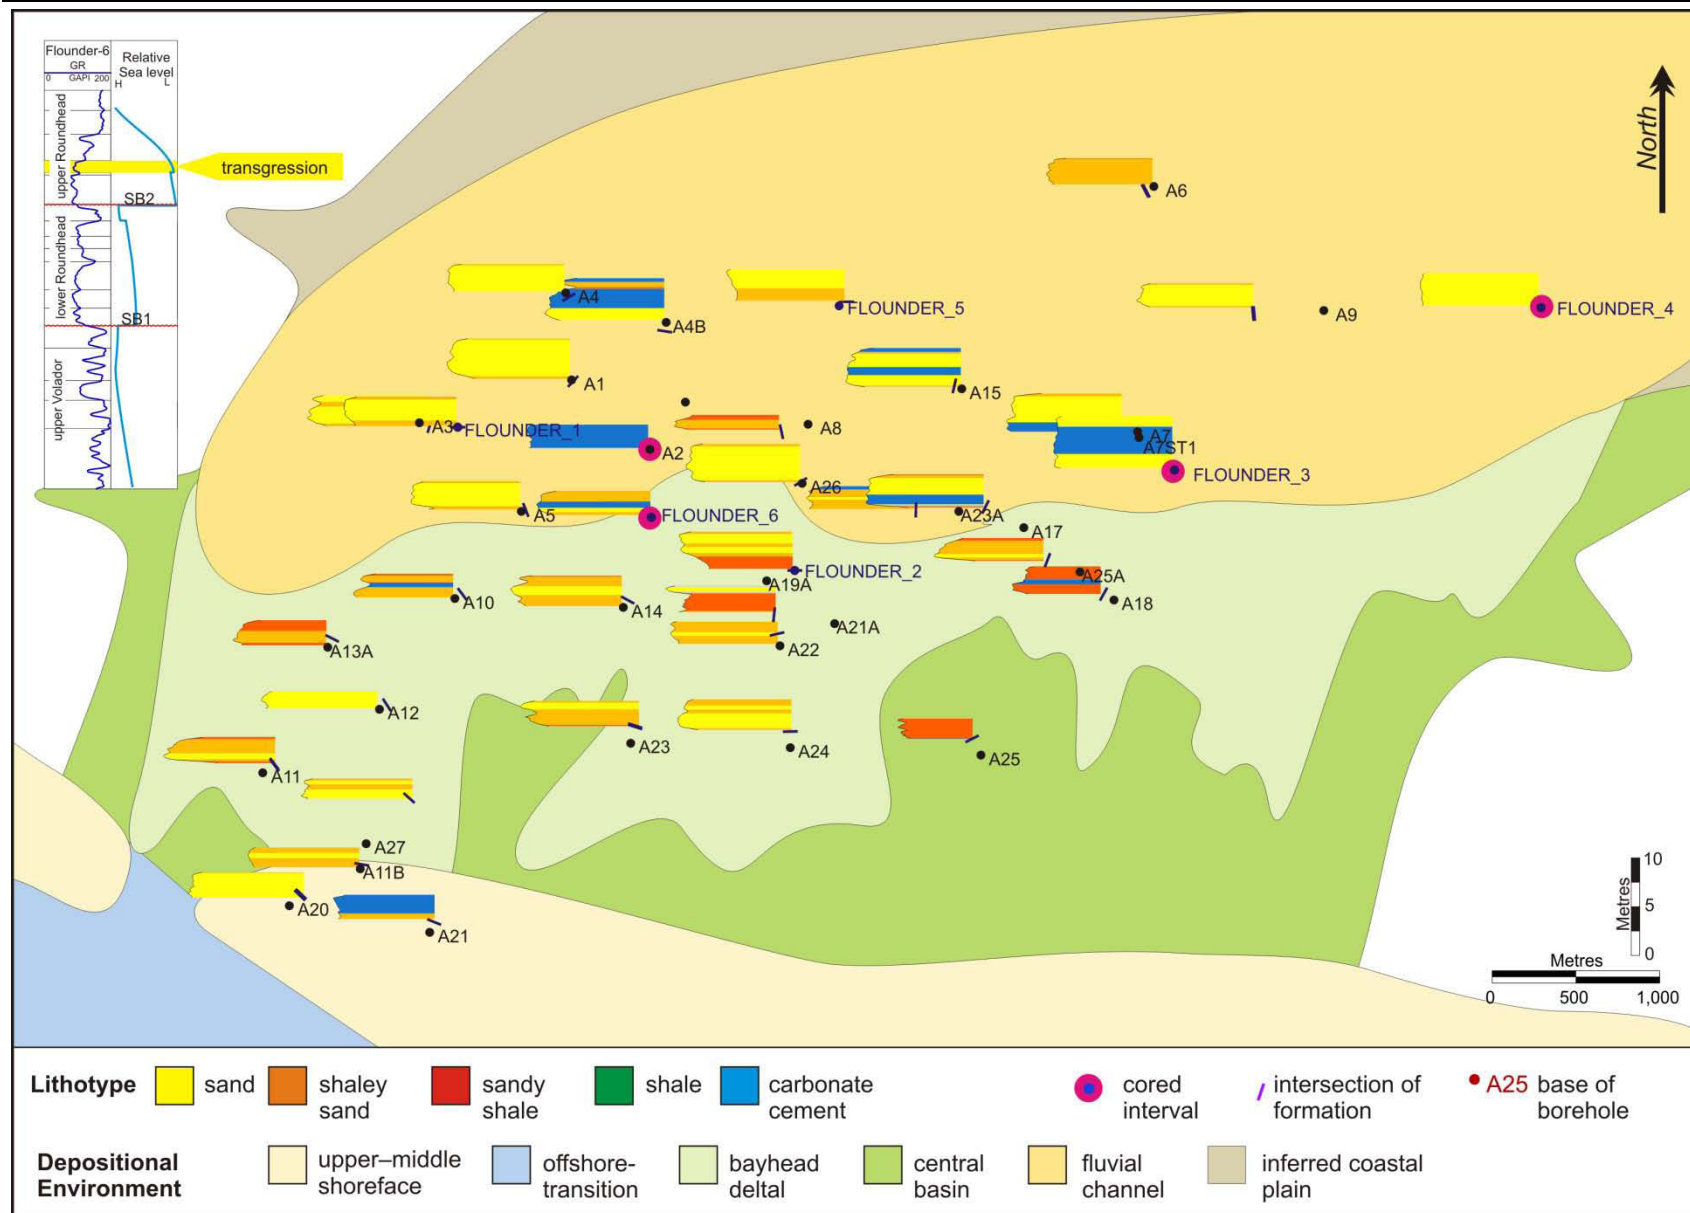 Flounder-6
GR
0 GAPI 200
Relative
Sea level
H L
upper Roundhead
lower Roundhead
upper Volador
transgression
SB2
SB1
North
A6
A4
A4B
FLOUNDER_5
A9
FLOUNDER_4
A1
A15
A3
FLOUNDER_1
A2
A8
A7
A7ST1
FLOUNDER_3
A26
A5
FLOUNDER_6
A23A
A17
FLOUNDER_2
A19A
A25A
A18
A10
A14
A21A
A22
A13A
A12
A23
A24
A25
A11
A27
A11B
A20
A21
10
5
0
Metres
Metres
0 500 1,000
Lithotype
sand
shaley
sand
sandy
shale
shale
carbonate
cement
cored
interval
intersection of
formation
A25 base of
borehole
Depositional
Environment
upper–middle
shoreface
offshore-
transition
bayhead
deltal
central
basin
fluvial
channel
inferred coastal
plain